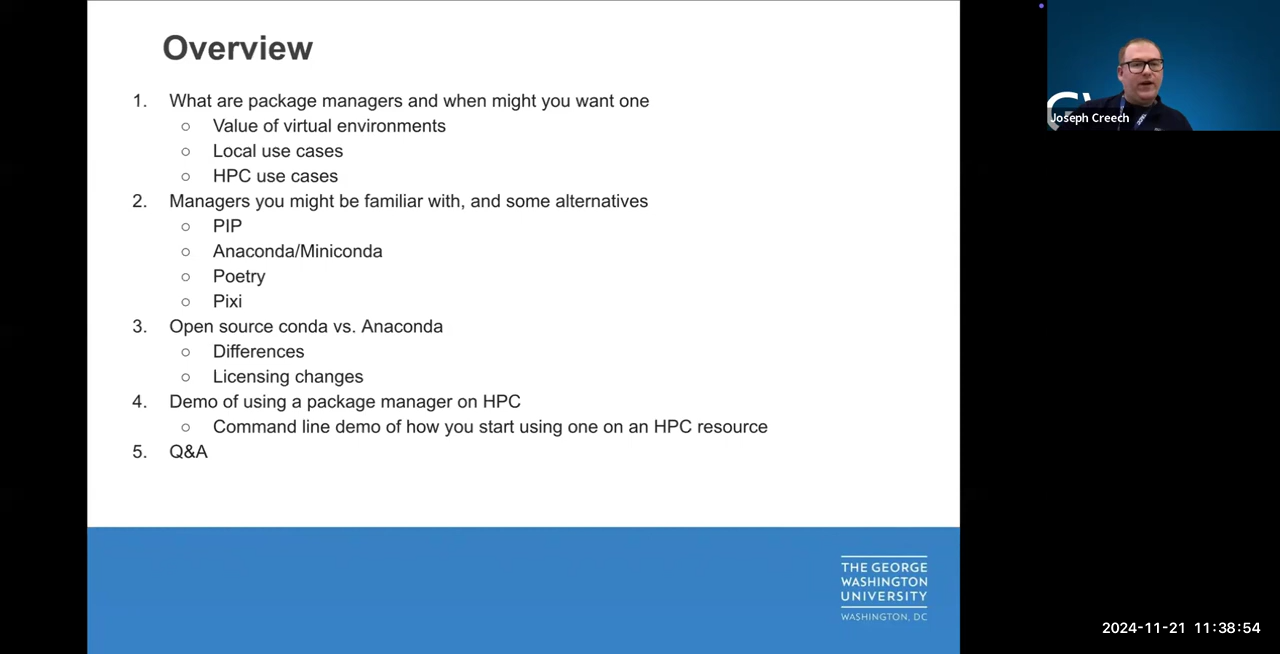 Overview
1. What are package managers and when might you want one
○ Value of virtual environments
○ Local use cases
○ HPC use cases
2. Managers you might be familiar with, and some alternatives
○ PIP
○ Anaconda/Miniconda
○ Poetry
○ Pixi
3. Open source conda vs. Anaconda
○ Differences
○ Licensing changes
4. Demo of using a package manager on HPC
○ Command line demo of how you start using one on an HPC resource
5. Q&A
THE GEORGE
WASHINGTON
UNIVERSITY
WASHINGTON, DC
Joseph Creech
2024-11-21 11:38:54